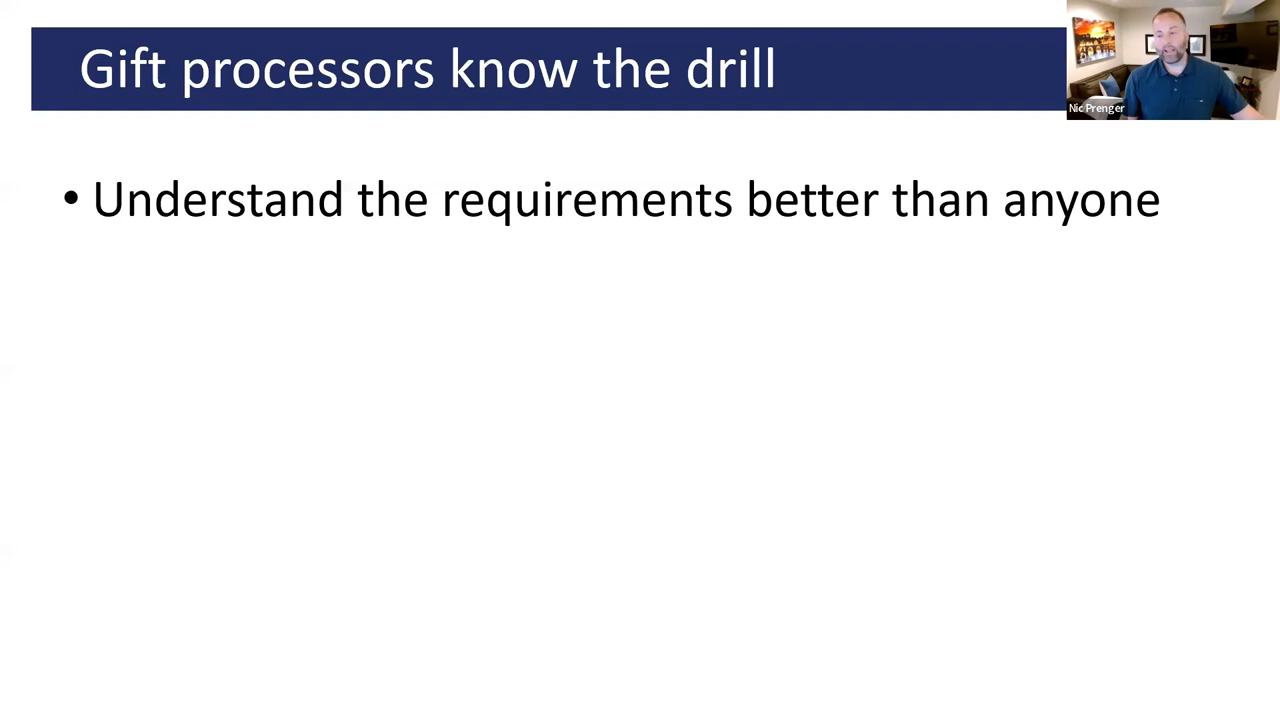 Gift processors know the drill
Nic Prenger
• Understand the requirements better than anyone